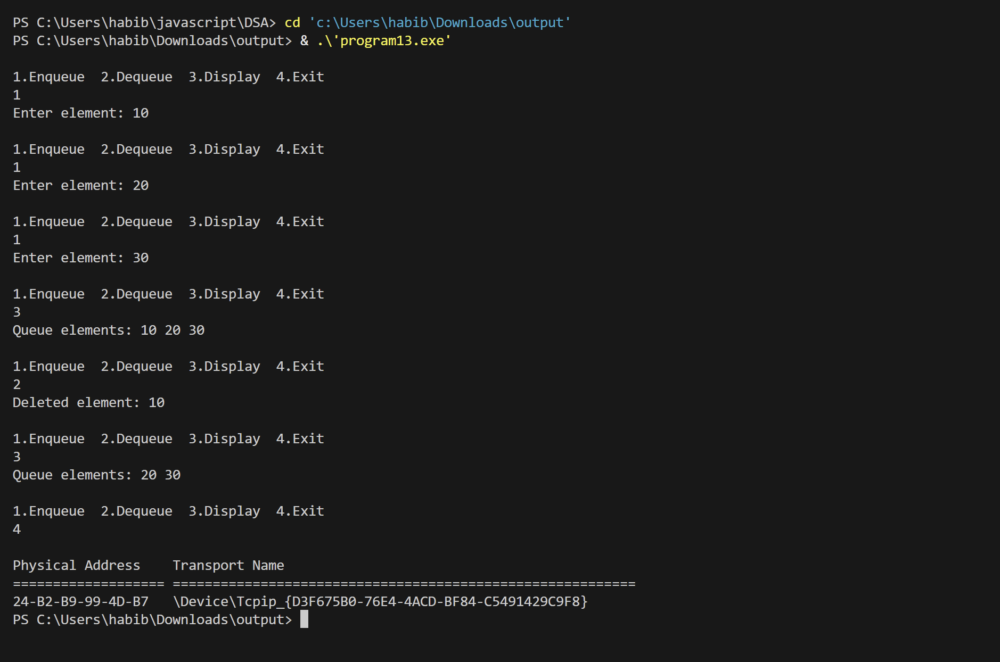 PS C:\Users\habib\javascript\DSA> cd 'c:\Users\habib\Downloads\output'
PS C:\Users\habib\Downloads\output> & .\'program13.exe'
1.Enqueue  2.Dequeue  3.Display  4.Exit
1
Enter element: 10
1.Enqueue  2.Dequeue  3.Display  4.Exit
1
Enter element: 20
1.Enqueue  2.Dequeue  3.Display  4.Exit
1
Enter element: 30
1.Enqueue  2.Dequeue  3.Display  4.Exit
3
Queue elements: 10 20 30
1.Enqueue  2.Dequeue  3.Display  4.Exit
2
Deleted element: 10
1.Enqueue  2.Dequeue  3.Display  4.Exit
3
Queue elements: 20 30
1.Enqueue  2.Dequeue  3.Display  4.Exit
4
Physical Address    Transport Name
=================== ==========================================================
24-B2-B9-99-4D-B7   \Device\Tcpip_{D3F675B0-76E4-4ACD-BF84-C5491429C9F8}
PS C:\Users\habib\Downloads\output>